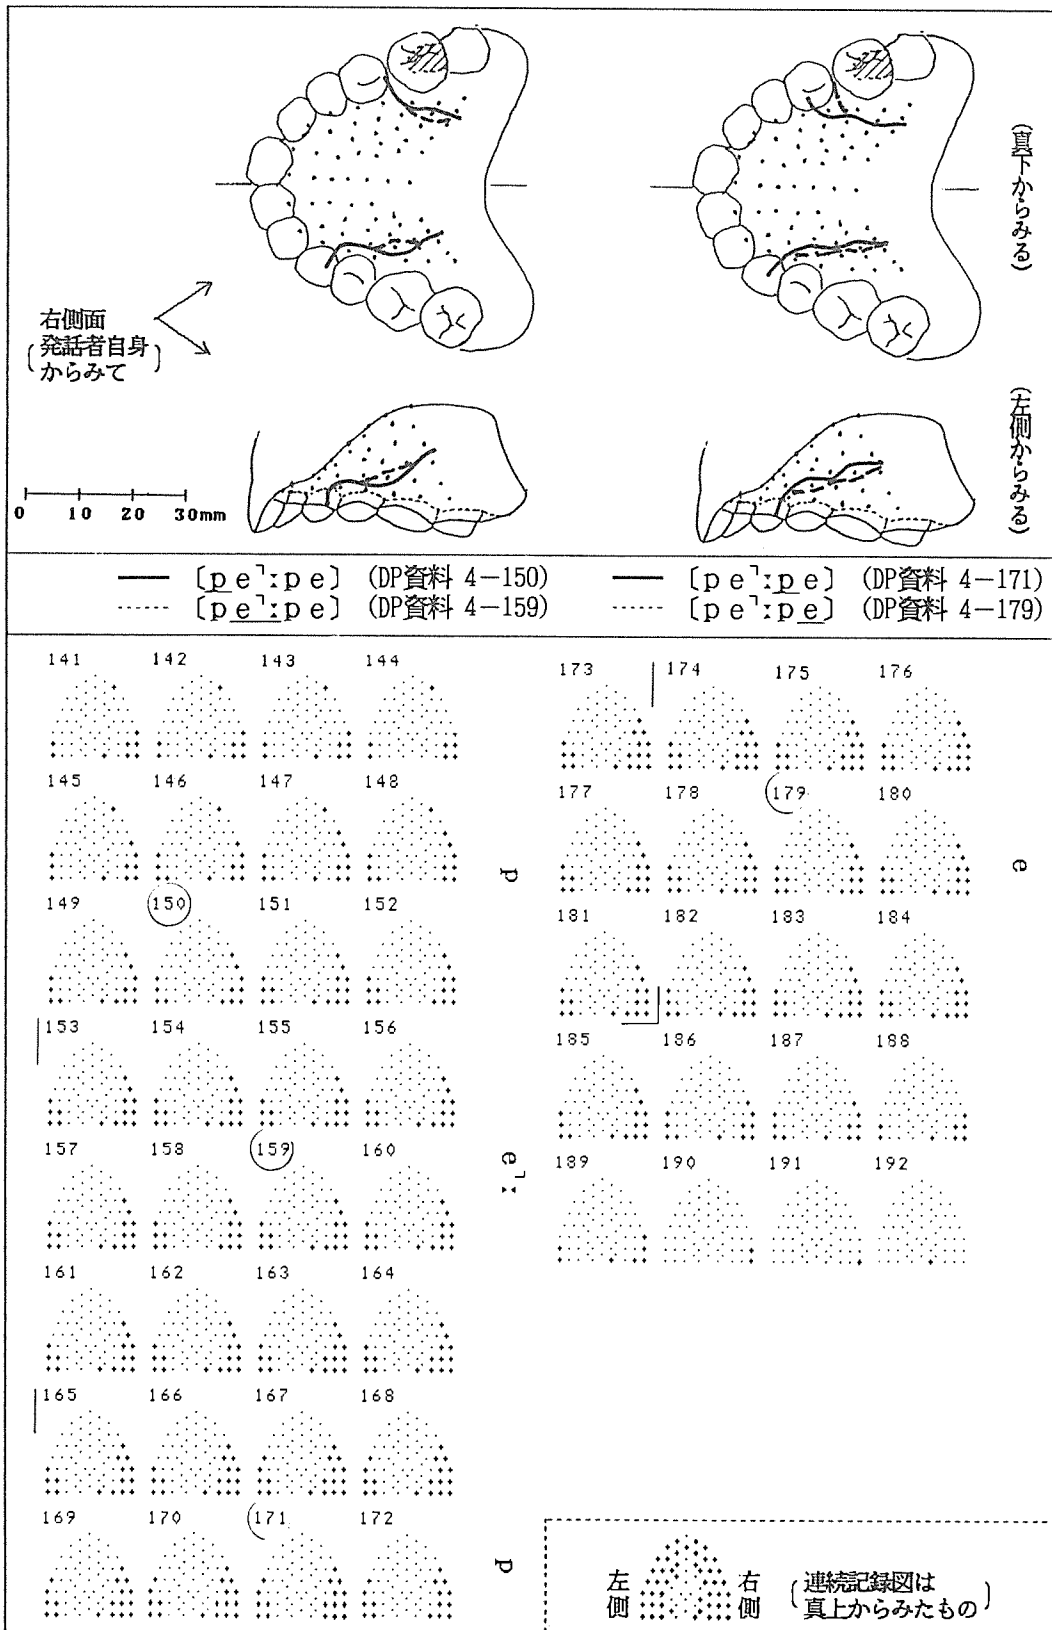 (真下からみる)
右側面
発話者自身
からみて
(左側からみる)
0 10 20 30mm
[pe˥:pe] (DP資料 4-150)
[pe˥:pe] (DP資料 4-171)
[pe˥:pe] (DP資料 4-159)
[pe˥:pe] (DP資料 4-179)
141 142 143 144
145 146 147 148
p
149 150 151 152
153 154 155 156
157 158 159 160
e˥:
161 162 163 164
165 166 167 168
169 170 171 172
p
173 174 175 176
177 178 179 180
e
181 182 183 184
185 186 187 188
189 190 191 192
左側
右側
連続記録図は
真上からみたもの